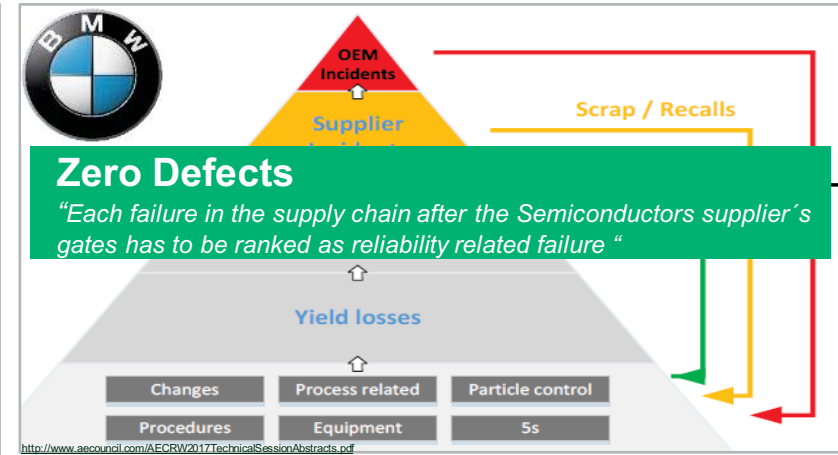 BMW
OEM
Incidents
Scrap / Recalls
Supplier
Zero Defects
“Each failure in the supply chain after the Semiconductors supplier´s
gates has to be ranked as reliability related failure “
Yield losses
Changes
Process related
Particle control
Procedures
Equipment
5s
http://www.aecouncil.com/AECRW2017TechnicalSessionAbstracts.pdf